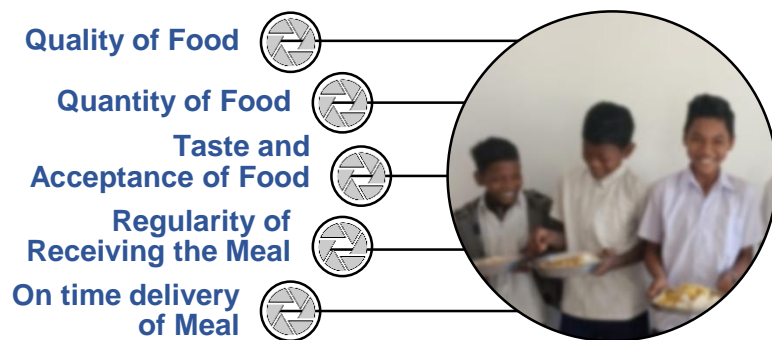 Quality of Food
Quantity of Food
Taste and
Acceptance of Food
Regularity of
Receiving the Meal
On time delivery
of Meal